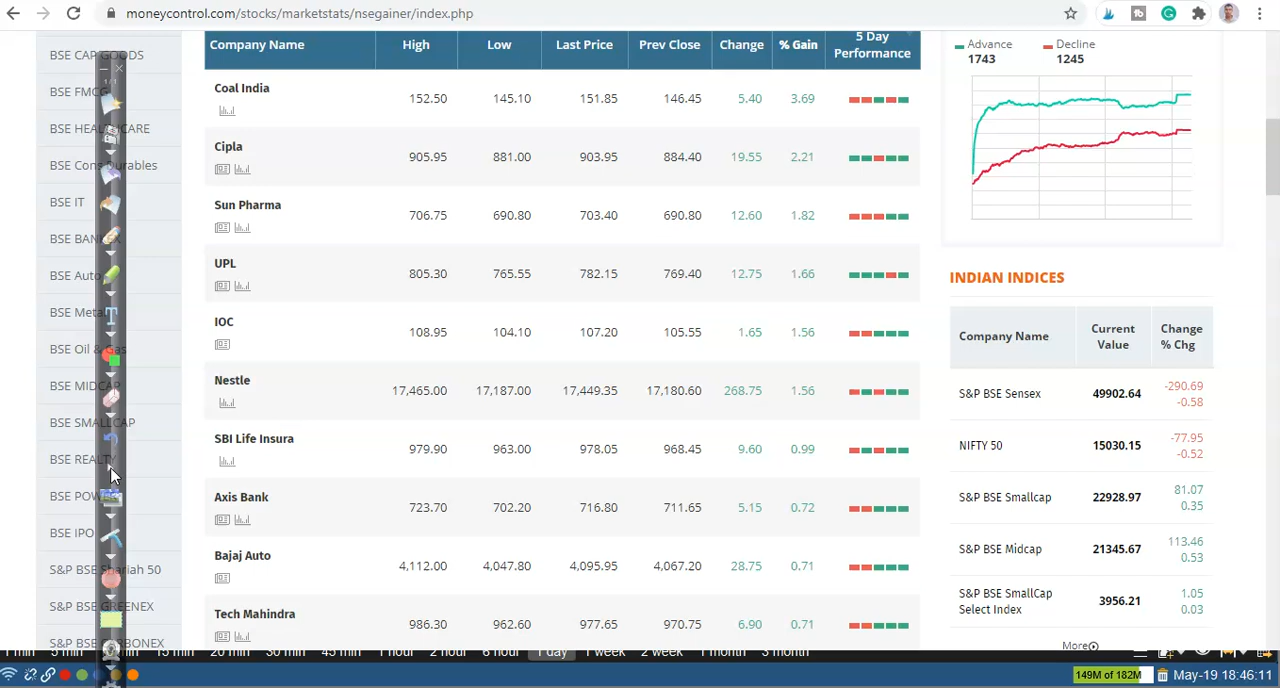 moneycontrol.com/stocks/marketstats/nsegainer/index.php
BSE CAP GOODS
BSE FMCG
BSE HEALTHCARE
BSE Cons Durables
BSE IT
BSE BANKEX
BSE Auto
BSE Metal
BSE Oil & Gas
BSE MIDCAP
BSE SMALLCAP
BSE REALTY
BSE POW
BSE IPO
S&P BSE Shariah 50
S&P BSE GREENEX
S&P BSE CARBONEX
1/1
Company Name High Low Last Price Prev Close Change % Gain 5 Day Performance
Coal India 152.50 145.10 151.85 146.45 5.40 3.69
Cipla 905.95 881.00 903.95 884.40 19.55 2.21
Sun Pharma 706.75 690.80 703.40 690.80 12.60 1.82
UPL 805.30 765.55 782.15 769.40 12.75 1.66
IOC 108.95 104.10 107.20 105.55 1.65 1.56
Nestle 17,465.00 17,187.00 17,449.35 17,180.60 268.75 1.56
SBI Life Insura 979.90 963.00 978.05 968.45 9.60 0.99
Axis Bank 723.70 702.20 716.80 711.65 5.15 0.72
Bajaj Auto 4,112.00 4,047.80 4,095.95 4,067.20 28.75 0.71
Tech Mahindra 986.30 962.60 977.65 970.75 6.90 0.71
Advance Decline
1743 1245
INDIAN INDICES
Company Name Current Value Change % Chg
S&P BSE Sensex 49902.64 -290.69 -0.58
NIFTY 50 15030.15 -77.95 -0.52
S&P BSE Smallcap 22928.97 81.07 0.35
S&P BSE Midcap 21345.67 113.46 0.53
S&P BSE SmallCap Select Index 3956.21 1.05 0.03
More
1 min 15 min 20 min 30 min 45 min 1 hour 2 hour 4 hour 1 day 1 week 2 week 1 month 3 month
149M of 182M May-19 18:46:11